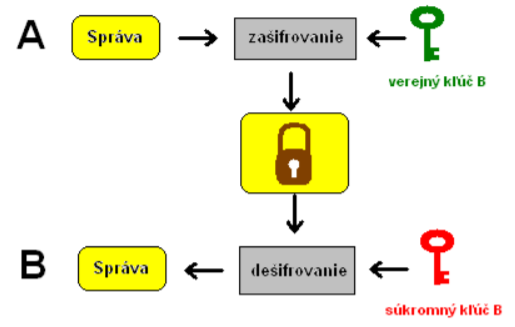 A
Správa
zašifrovanie
verejný kľúč B
B
Správa
dešifrovanie
súkromný kľúč B